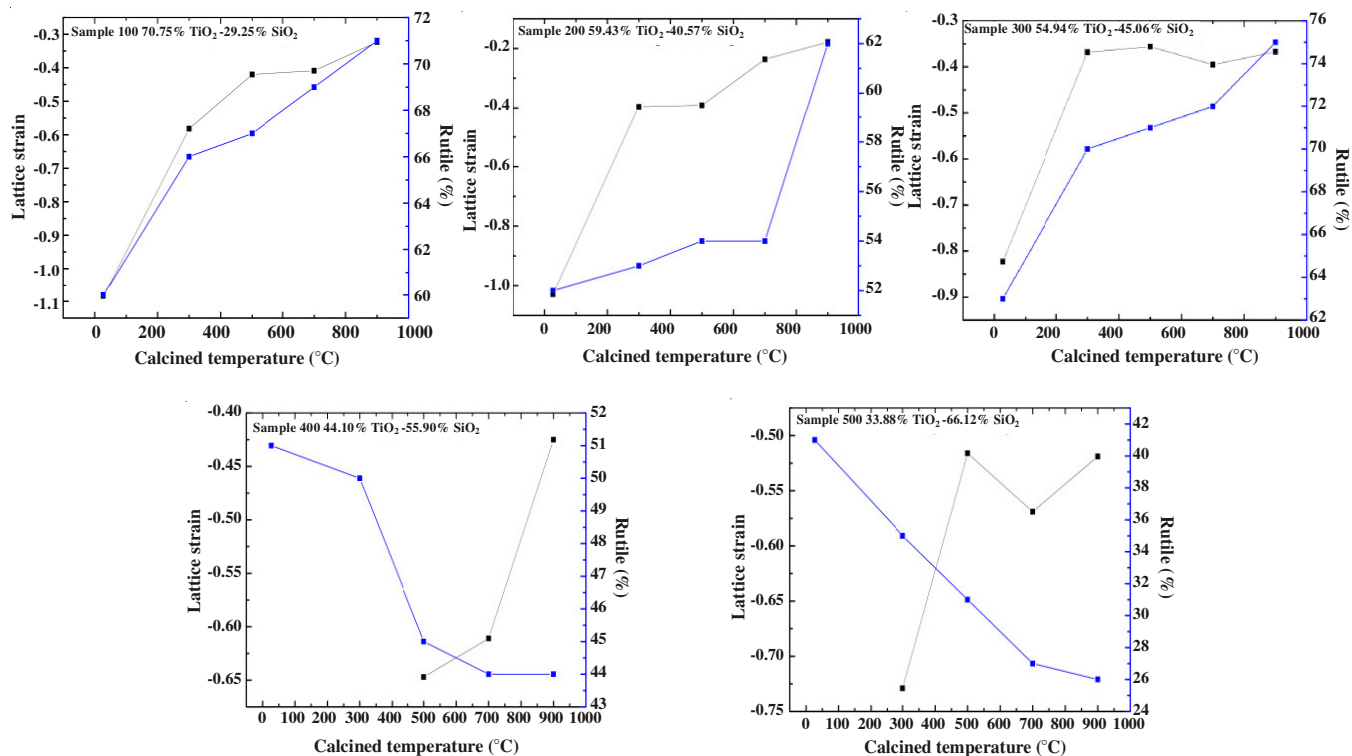 Sample 100 70.75% TiO₂-29.25% SiO₂
Lattice strain
-0.3
-0.4
-0.5
-0.6
-0.7
-0.8
-0.9
-1.0
-1.1
72
70
68
66
64
62
60
Rutile (%)
0 200 400 600 800 1000
Calcined temperature (°C)
Sample 200 59.43% TiO₂-40.57% SiO₂
Lattice strain
-0.2
-0.4
-0.6
-0.8
-1.0
62
60
58
56
54
52
Rutile (%)
0 200 400 600 800 1000
Calcined temperature (°C)
Sample 300 54.94% TiO₂-45.06% SiO₂
Lattice strain
-0.3
-0.4
-0.5
-0.6
-0.7
-0.8
-0.9
76
74
72
70
68
66
64
62
Rutile (%)
0 200 400 600 800 1000
Calcined temperature (°C)
Sample 400 44.10% TiO₂-55.90% SiO₂
Lattice strain
-0.40
-0.45
-0.50
-0.55
-0.60
-0.65
52
51
50
49
48
47
46
45
44
43
Rutile (%)
0 100 200 300 400 500 600 700 800 900 1000
Calcined temperature (°C)
Sample 500 33.88% TiO₂-66.12% SiO₂
Lattice strain
-0.50
-0.55
-0.60
-0.65
-0.70
-0.75
42
40
38
36
34
32
30
28
26
24
Rutile (%)
0 100 200 300 400 500 600 700 800 900 1000
Calcined temperature (°C)